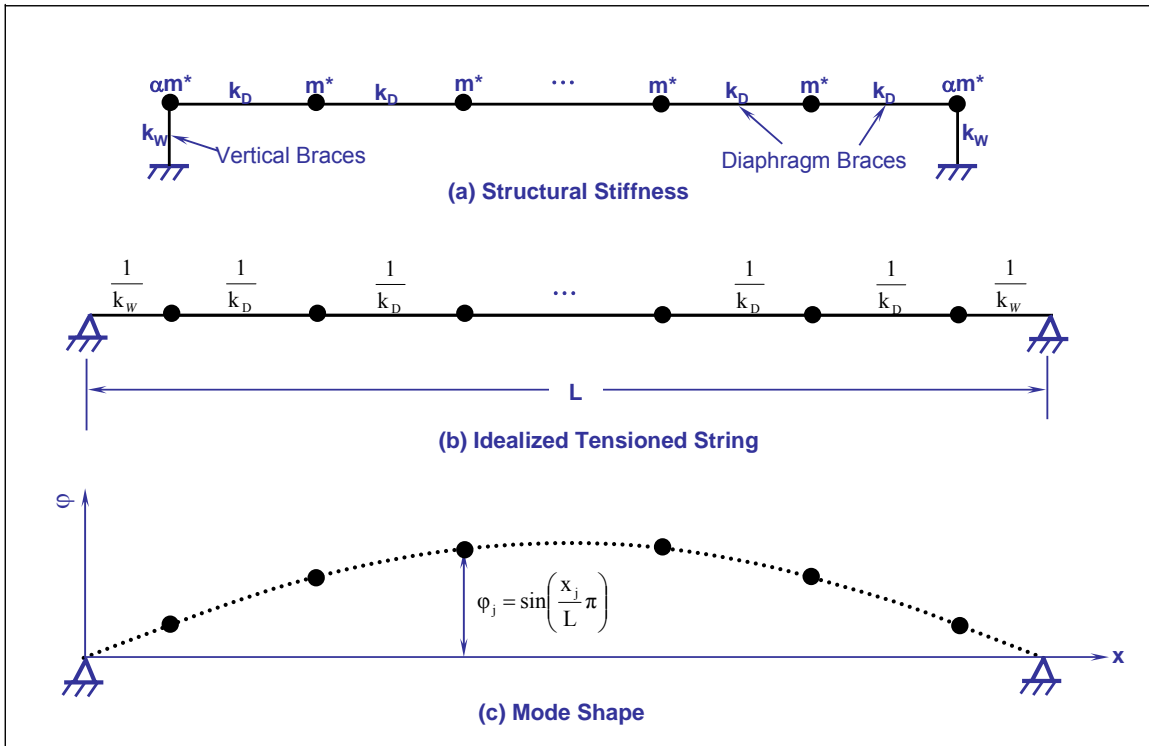 αm* k_D m* k_D m* ... m* k_D m* k_D αm*
k_W Vertical Braces Diaphragm Braces k_W
(a) Structural Stiffness
1/k_W 1/k_D 1/k_D ... 1/k_D 1/k_D 1/k_W
L
(b) Idealized Tensioned String
φ
φ_j = sin(x_j/L π)
x
(c) Mode Shape